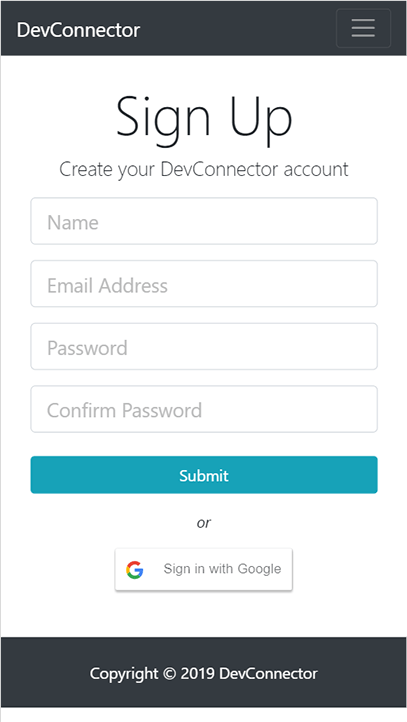 DevConnector
Sign Up
Create your DevConnector account
Name
Email Address
Password
Confirm Password
Submit
or
Sign in with Google
Copyright © 2019 DevConnector